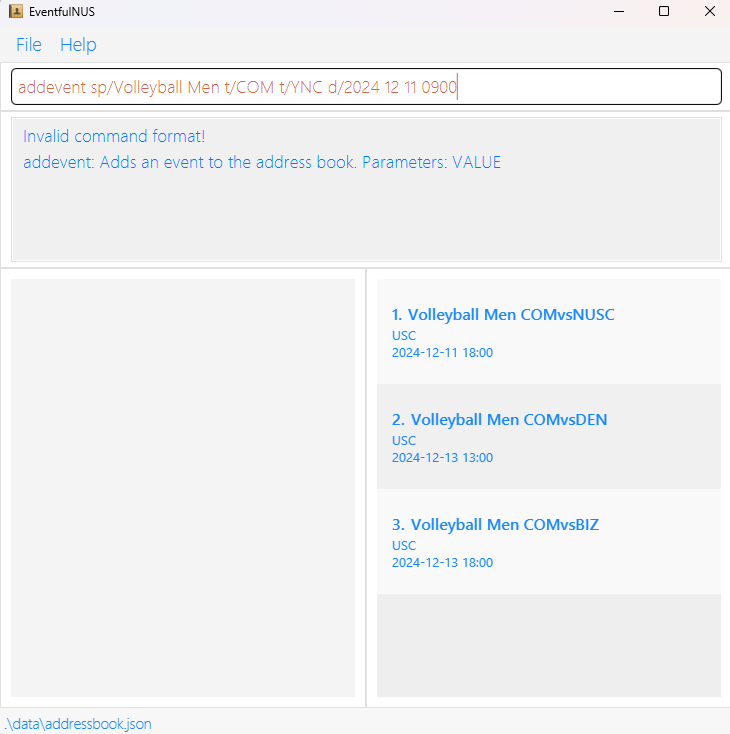 EventfulNUS
File Help
addevent sp/Volleyball Men t/COM t/YNC d/2024 12 11 0900
Invalid command format!
addevent: Adds an event to the address book. Parameters: VALUE
1. Volleyball Men COMvsNUSC
USC
2024-12-11 18:00
2. Volleyball Men COMvsDEN
USC
2024-12-13 13:00
3. Volleyball Men COMvsBIZ
USC
2024-12-13 18:00
.\data\addressbook.json